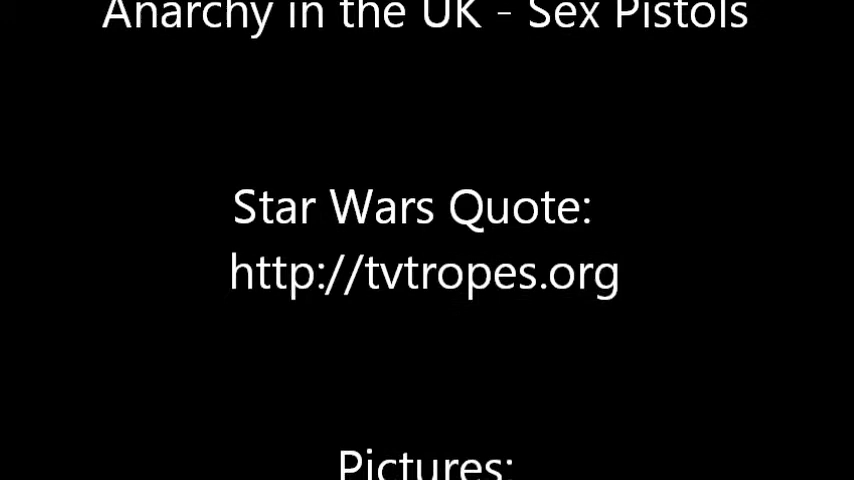 Anarchy in the UK - Sex Pistols
Star Wars Quote:
http://tvtropes.org
Pictures: